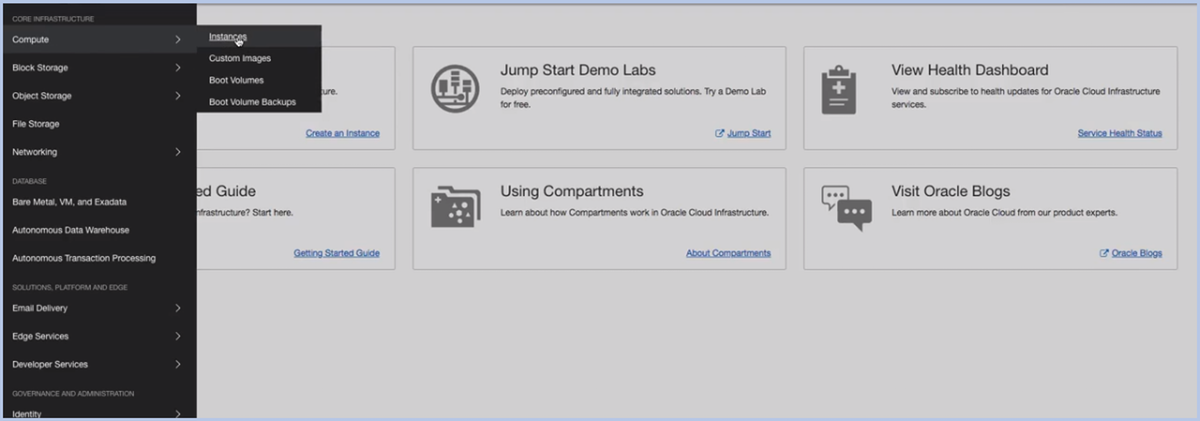 CORE INFRASTRUCTURE
Compute
Block Storage
Object Storage
File Storage
Networking
DATABASE
Bare Metal, VM, and Exadata
Autonomous Data Warehouse
Autonomous Transaction Processing
SOLUTIONS, PLATFORM AND EDGE
Email Delivery
Edge Services
Developer Services
GOVERNANCE AND ADMINISTRATION
Identity
Instances
Custom Images
Boot Volumes
Boot Volume Backups
ure.
Create an Instance
Jump Start Demo Labs
Deploy preconfigured and fully integrated solutions. Try a Demo Lab
for free.
Jump Start
View Health Dashboard
View and subscribe to health updates for Oracle Cloud Infrastructure
services.
Service Health Status
ed Guide
nfrastructure? Start here.
Getting Started Guide
Using Compartments
Learn about how Compartments work in Oracle Cloud Infrastructure.
About Compartments
Visit Oracle Blogs
Learn more about Oracle Cloud from our product experts.
Oracle Blogs